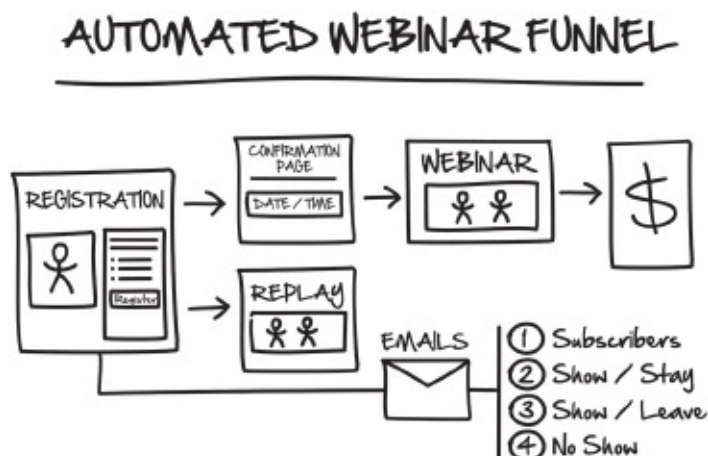 AUTOMATED WEBINAR FUNNEL
REGISTRATION
Register
CONFIRMATION
PAGE
DATE / TIME
WEBINAR
$
REPLAY
EMAILS
1 Subscribers
2 Show / Stay
3 Show / Leave
4 No Show